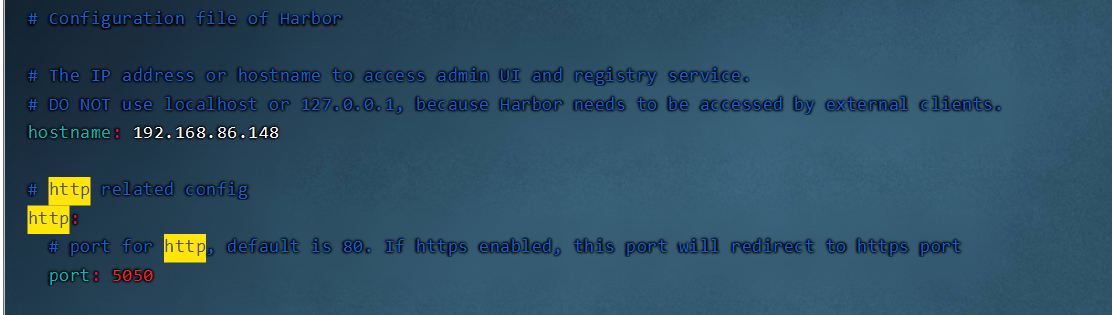 # Configuration file of Harbor
# The IP address or hostname to access admin UI and registry service.
# DO NOT use localhost or 127.0.0.1, because Harbor needs to be accessed by external clients.
hostname: 192.168.86.148
# http related config
http:
# port for http, default is 80. If https enabled, this port will redirect to https port
port: 5050